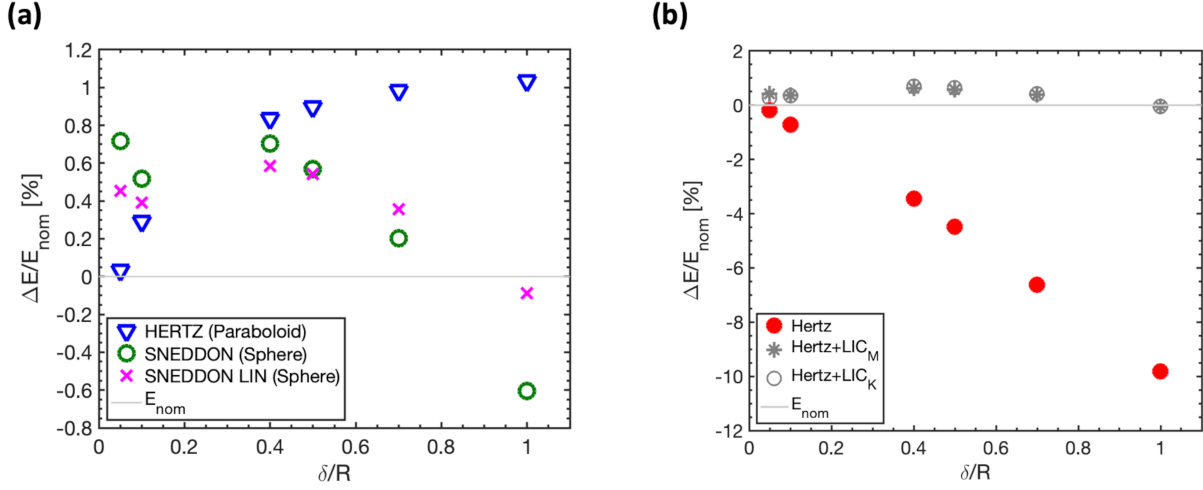 (a)
1.2
1
0.8
0.6
0.4
0.2
0
-0.2
-0.4
-0.6
-0.8
ΔE/E_nom [%]
HERTZ (Paraboloid)
SNEDDON (Sphere)
SNEDDON LIN (Sphere)
E_nom
0 0.2 0.4 0.6 0.8 1
δ/R
(b)
2
0
-2
-4
-6
-8
-10
-12
ΔE/E_nom [%]
Hertz
Hertz+LIC_M
Hertz+LIC_K
E_nom
0 0.2 0.4 0.6 0.8 1
δ/R